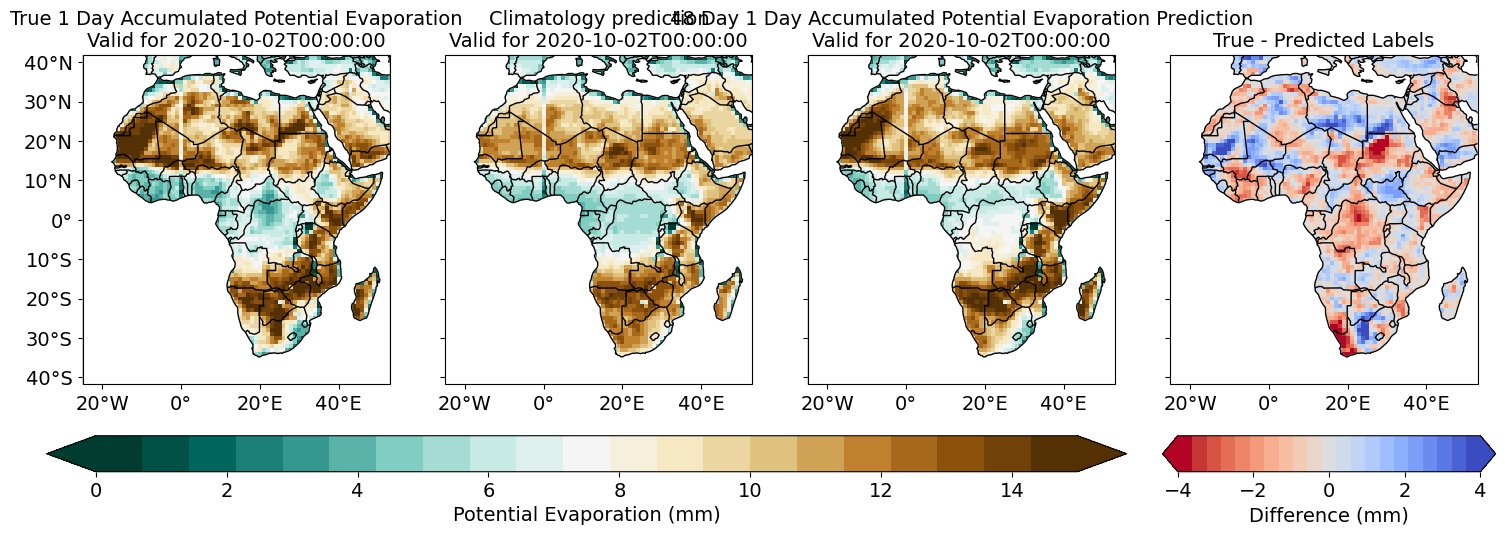 True 1 Day Accumulated Potential Evaporation
Valid for 2020-10-02T00:00:00
Climatology prediction
Valid for 2020-10-02T00:00:00
48 Day 1 Day Accumulated Potential Evaporation Prediction
Valid for 2020-10-02T00:00:00
True - Predicted Labels
40°N
30°N
20°N
10°N
0°
10°S
20°S
30°S
40°S
20°W 0° 20°E 40°E
20°W 0° 20°E 40°E
20°W 0° 20°E 40°E
20°W 0° 20°E 40°E
0 2 4 6 8 10 12 14
Potential Evaporation (mm)
−4 −2 0 2 4
Difference (mm)